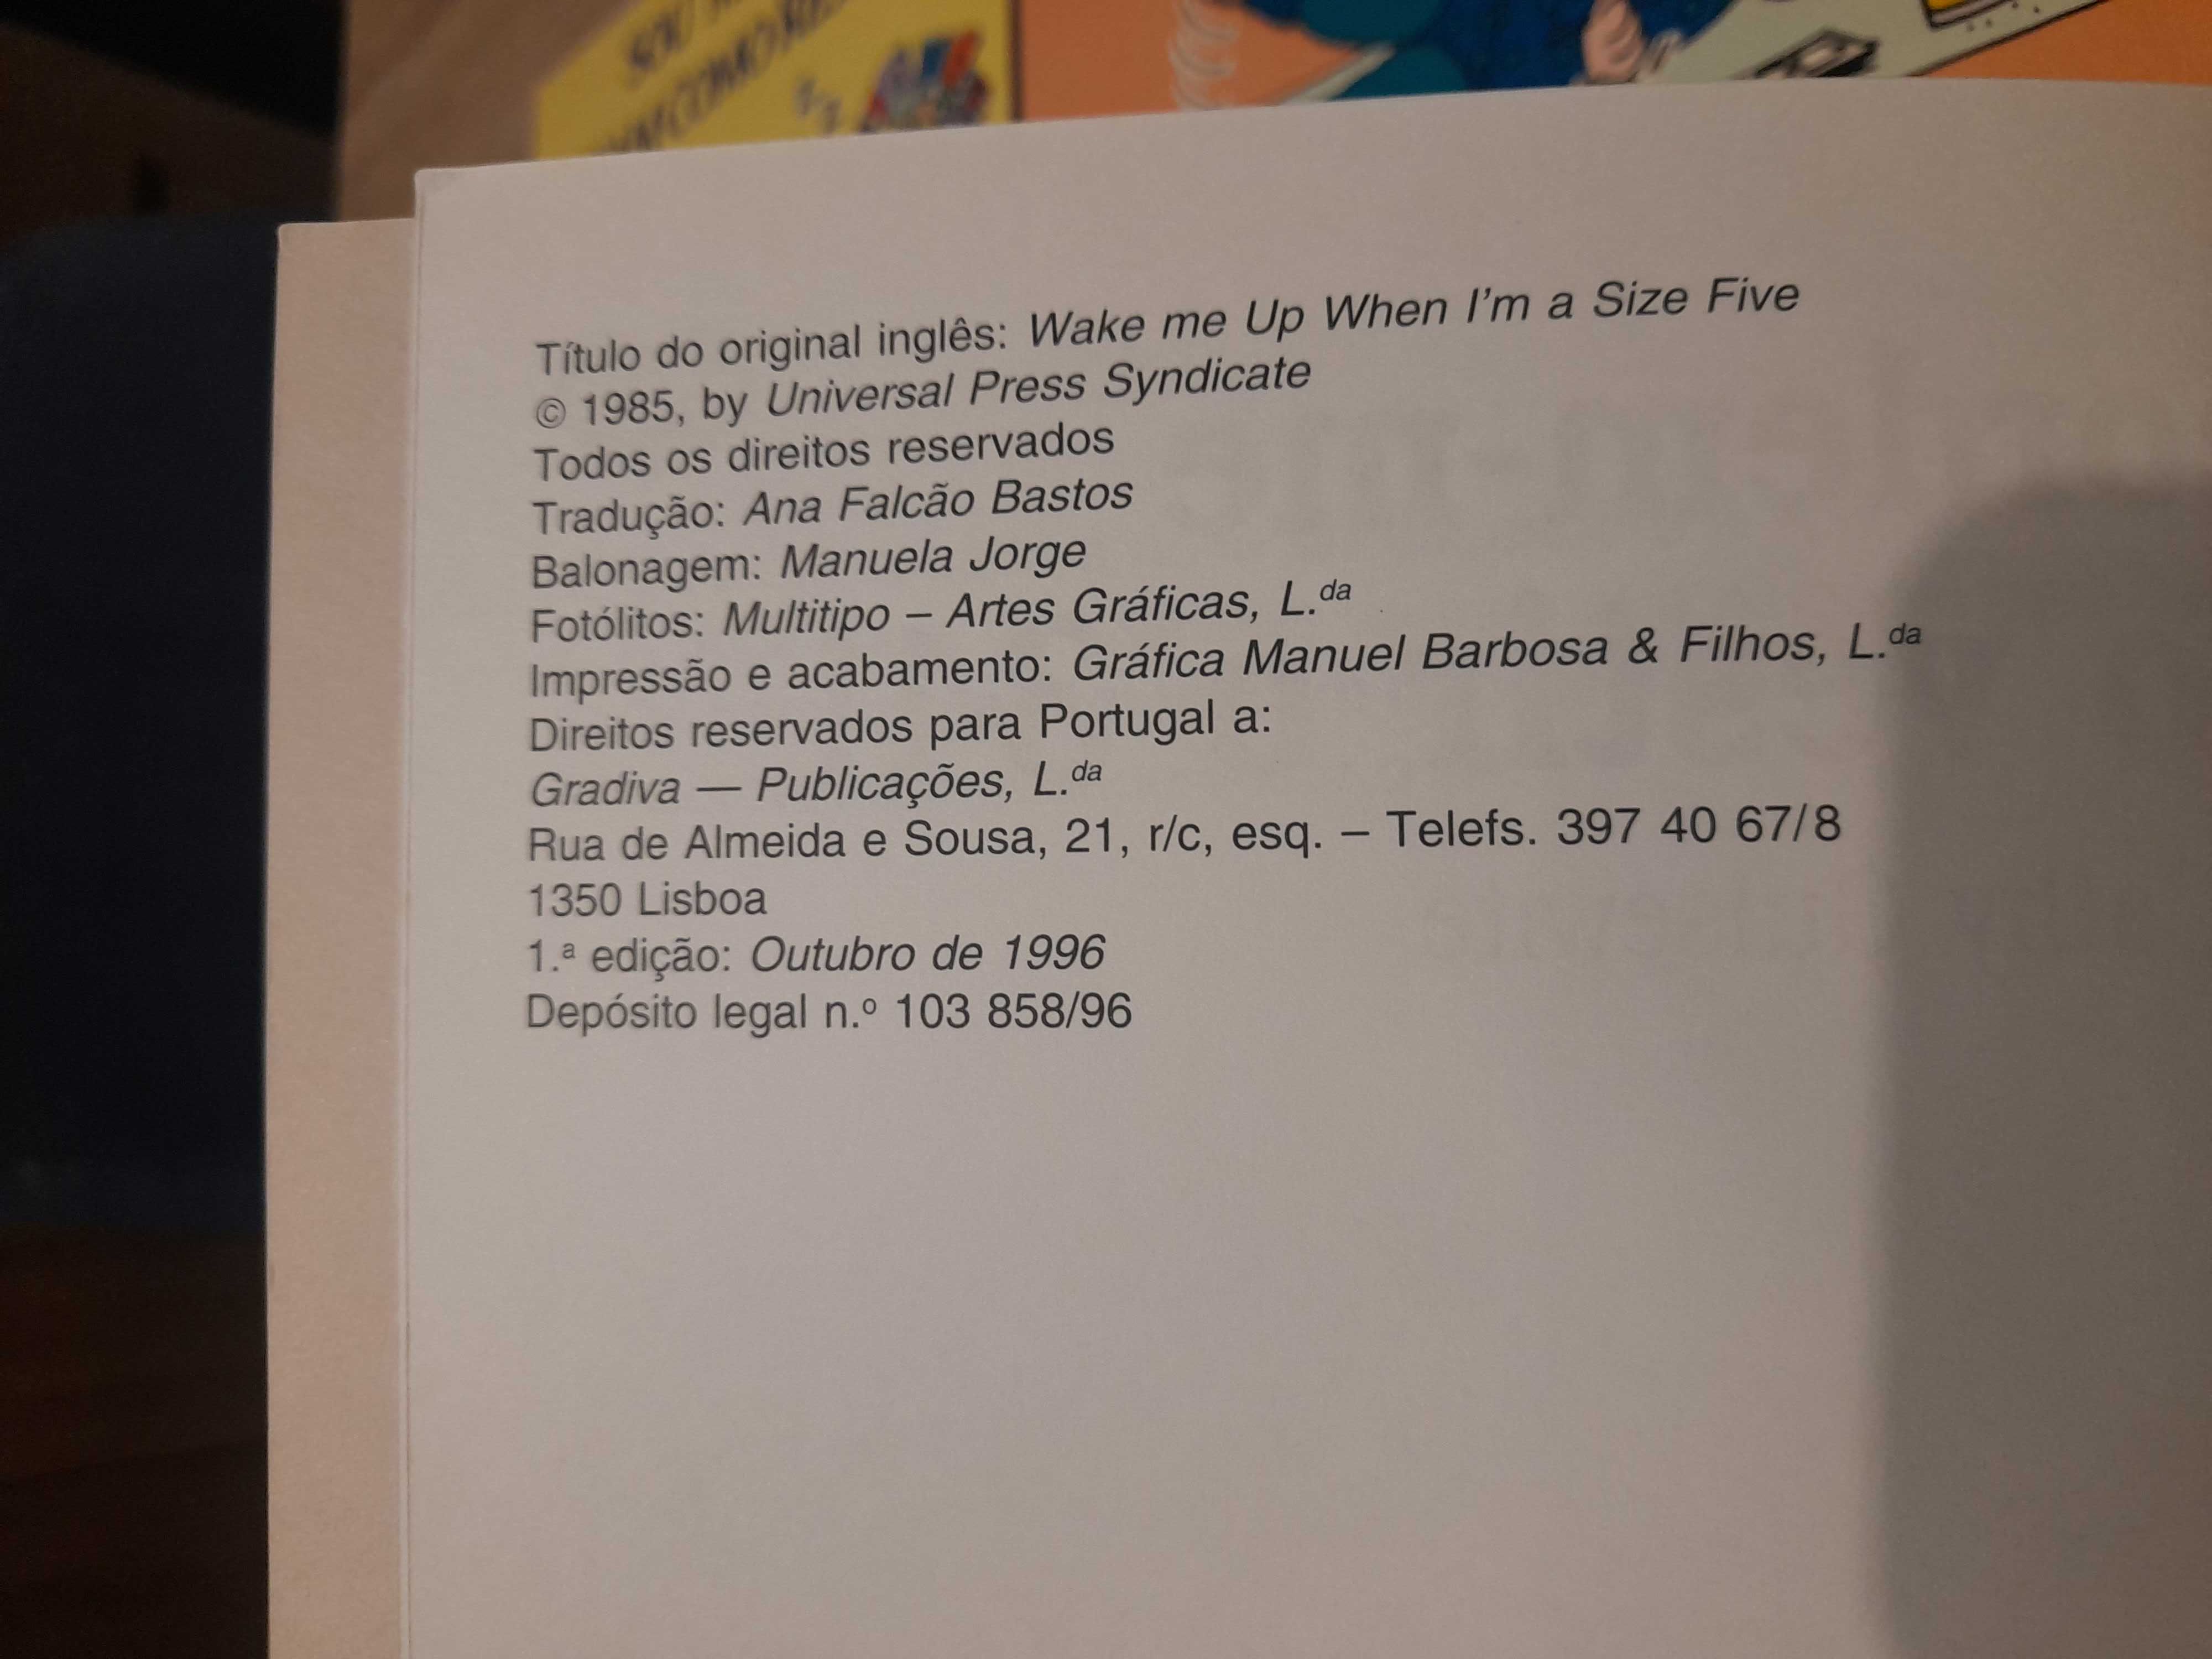 SOU
COMO
Título do original inglês: Wake me Up When I'm a Size Five
© 1985, by Universal Press Syndicate
Todos os direitos reservados
Tradução: Ana Falcão Bastos
Balonagem: Manuela Jorge
Fotólitos: Multitipo – Artes Gráficas, L.da
Impressão e acabamento: Gráfica Manuel Barbosa & Filhos, L.da
Direitos reservados para Portugal a:
Gradiva — Publicações, L.da
Rua de Almeida e Sousa, 21, r/c, esq. – Telefs. 397 40 67/8
1350 Lisboa
1.ª edição: Outubro de 1996
Depósito legal n.º 103 858/96